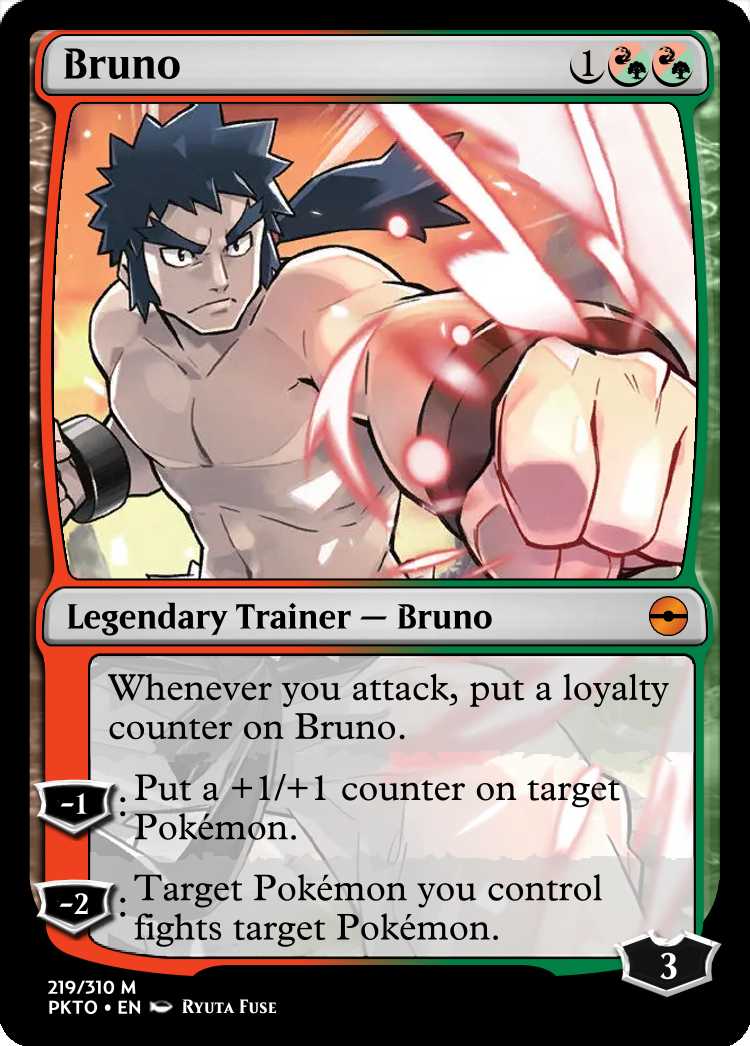 Bruno 1
Legendary Trainer — Bruno
Whenever you attack, put a loyalty
counter on Bruno.
-1: Put a +1/+1 counter on target
Pokémon.
-2: Target Pokémon you control
fights target Pokémon.
3
219/310 M
PKTO • EN Ryuta Fuse